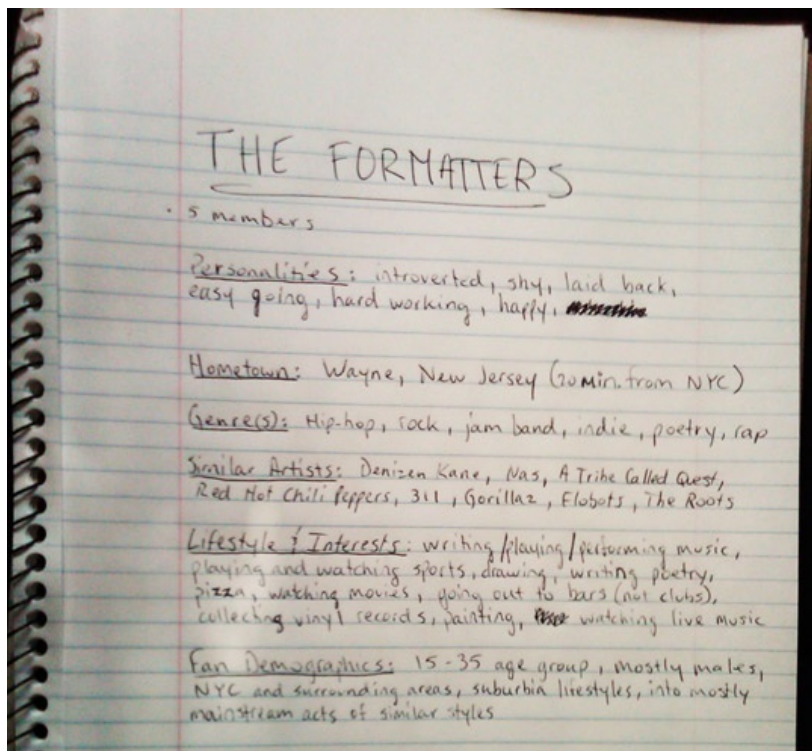 THE FORMATTERS
• 5 members
Personalities: introverted, shy, laid back,
easy going, hard working, happy,
Hometown: Wayne, New Jersey (20 min. from NYC)
Genre(s): Hip-hop, rock, jam band, indie, poetry, rap
Similar Artists: Denizen Kane, Nas, A Tribe Called Quest,
Red Hot Chili Peppers, 311, Gorillaz, Flobots, The Roots
Lifestyle & Interests: writing/playing/performing music,
playing and watching sports, drawing, writing poetry,
pizza, watching movies, going out to bars (not clubs),
collecting vinyl records, painting, watching live music
Fan Demographics: 15-35 age group, mostly males,
NYC and surrounding areas, suburbin lifestyles, into mostly
mainstream acts of similar styles